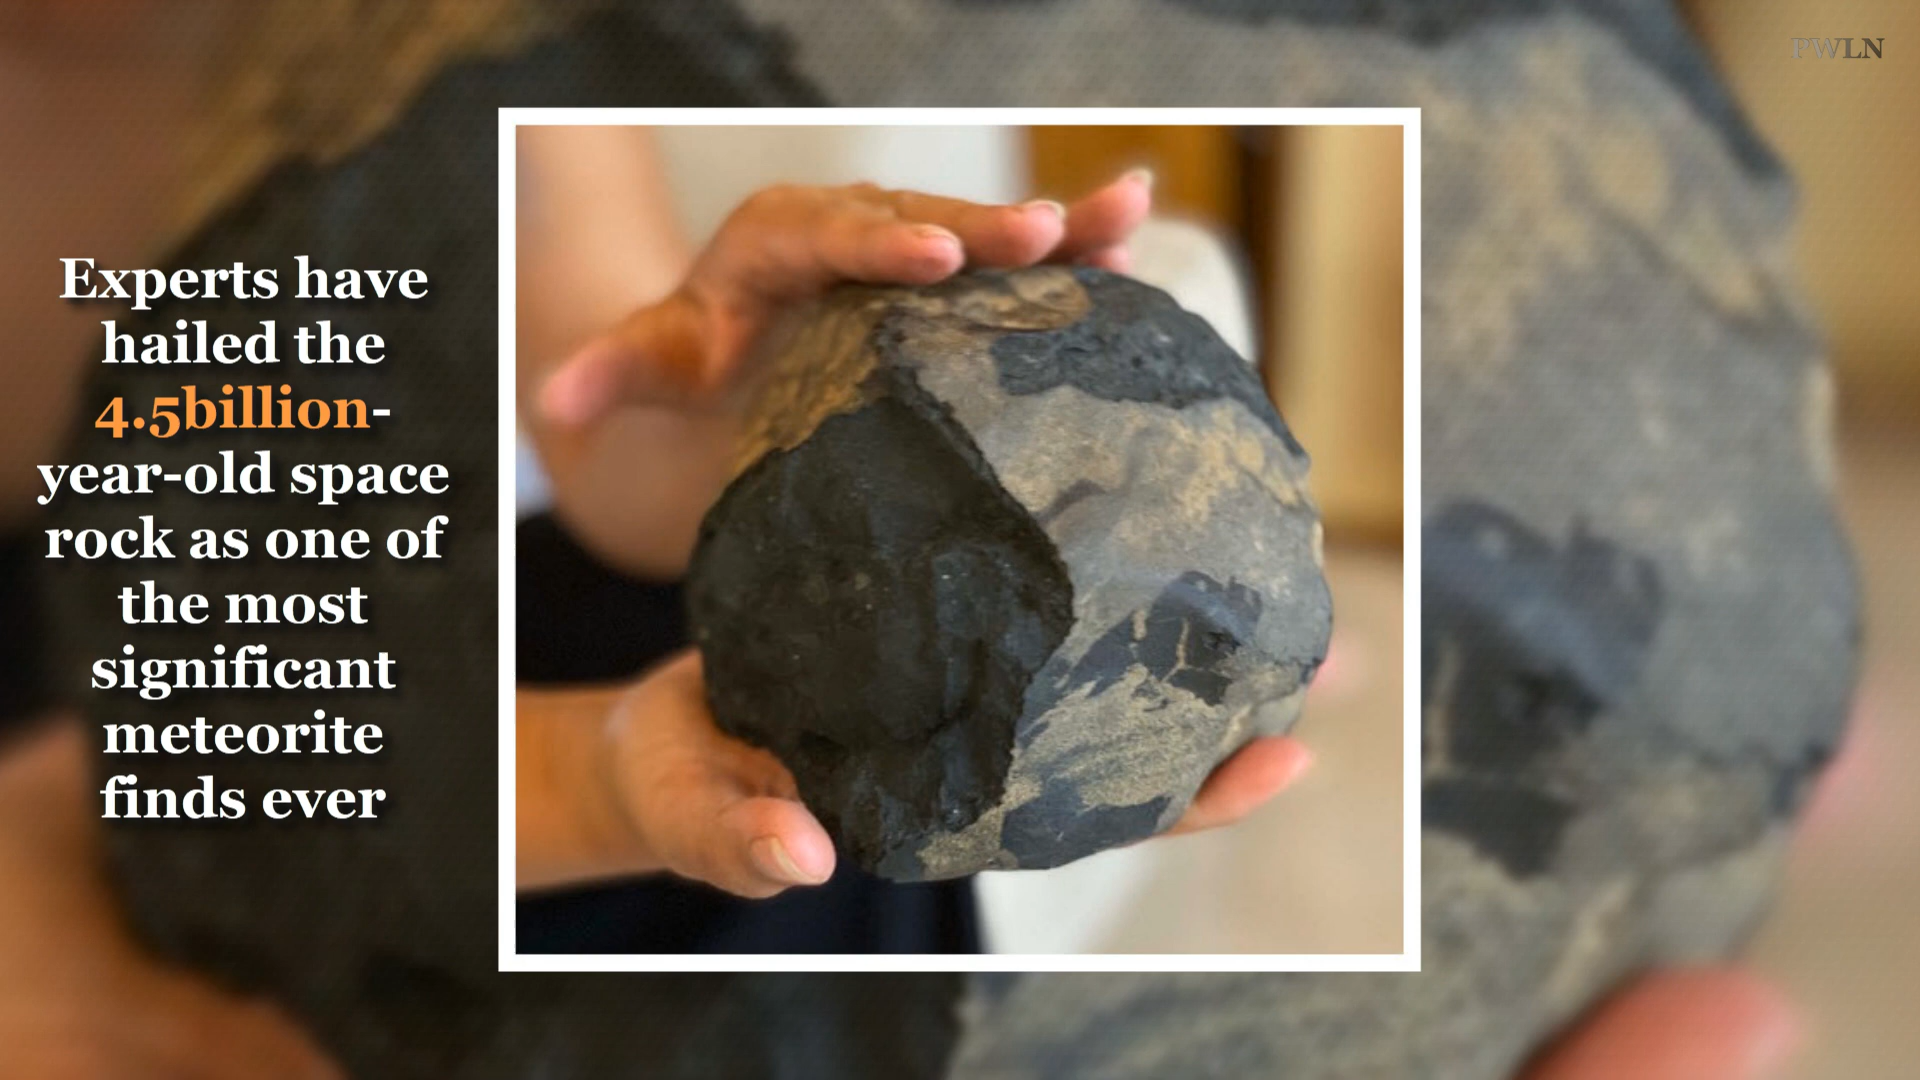 PWLN
Experts have
hailed the
4.5billion-
year-old space
rock as one of
the most
significant
meteorite
finds ever